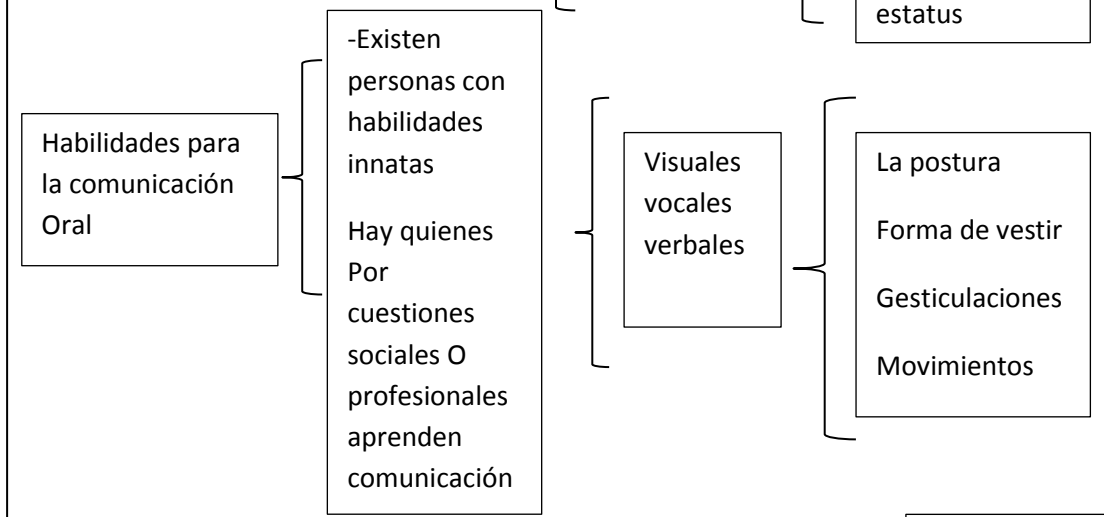 estatus
Habilidades para
la comunicación
Oral
-Existen
personas con
habilidades
innatas
Hay quienes
Por
cuestiones
sociales O
profesionales
aprenden
comunicación
Visuales
vocales
verbales
La postura
Forma de vestir
Gesticulaciones
Movimientos